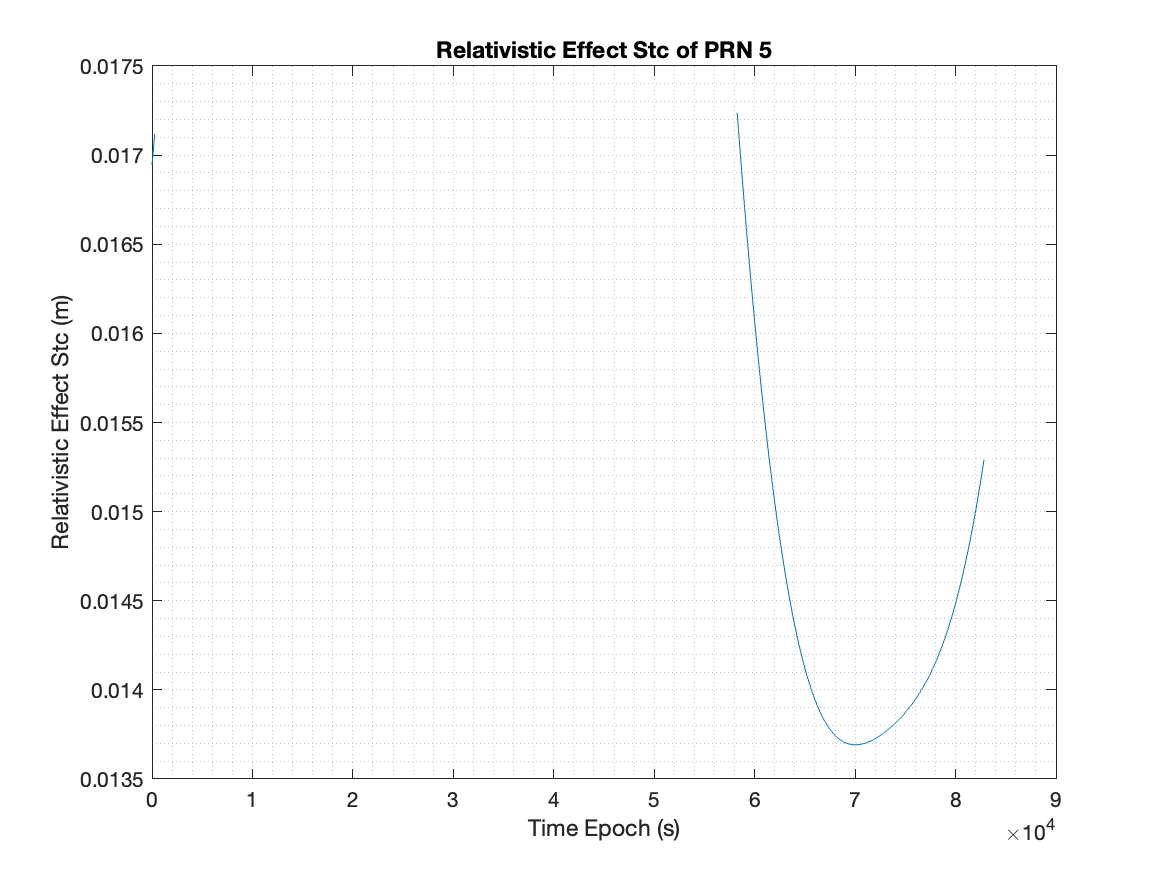 Relativistic Effect Stc of PRN 5
0.0175
0.017
0.0165
0.016
0.0155
0.015
0.0145
0.014
0.0135
Relativistic Effect Stc (m)
0 1 2 3 4 5 6 7 8 9
Time Epoch (s)
×10⁴